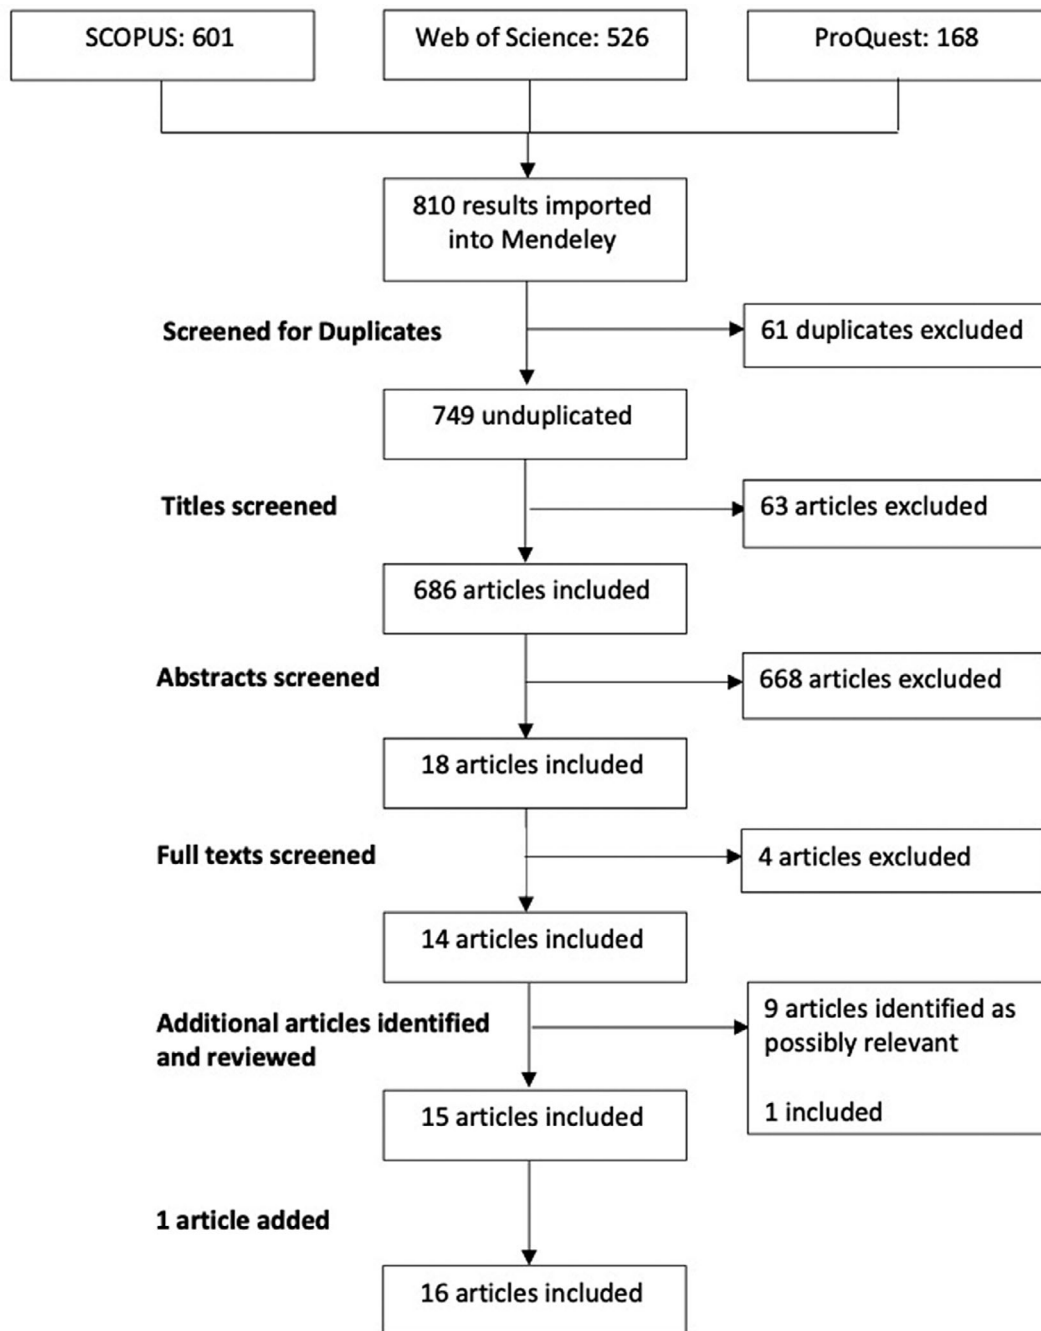 SCOPUS: 601
Web of Science: 526
ProQuest: 168
810 results imported
into Mendeley
Screened for Duplicates
61 duplicates excluded
749 unduplicated
Titles screened
63 articles excluded
686 articles included
Abstracts screened
668 articles excluded
18 articles included
Full texts screened
4 articles excluded
14 articles included
Additional articles identified
and reviewed
9 articles identified as
possibly relevant
1 included
15 articles included
1 article added
16 articles included